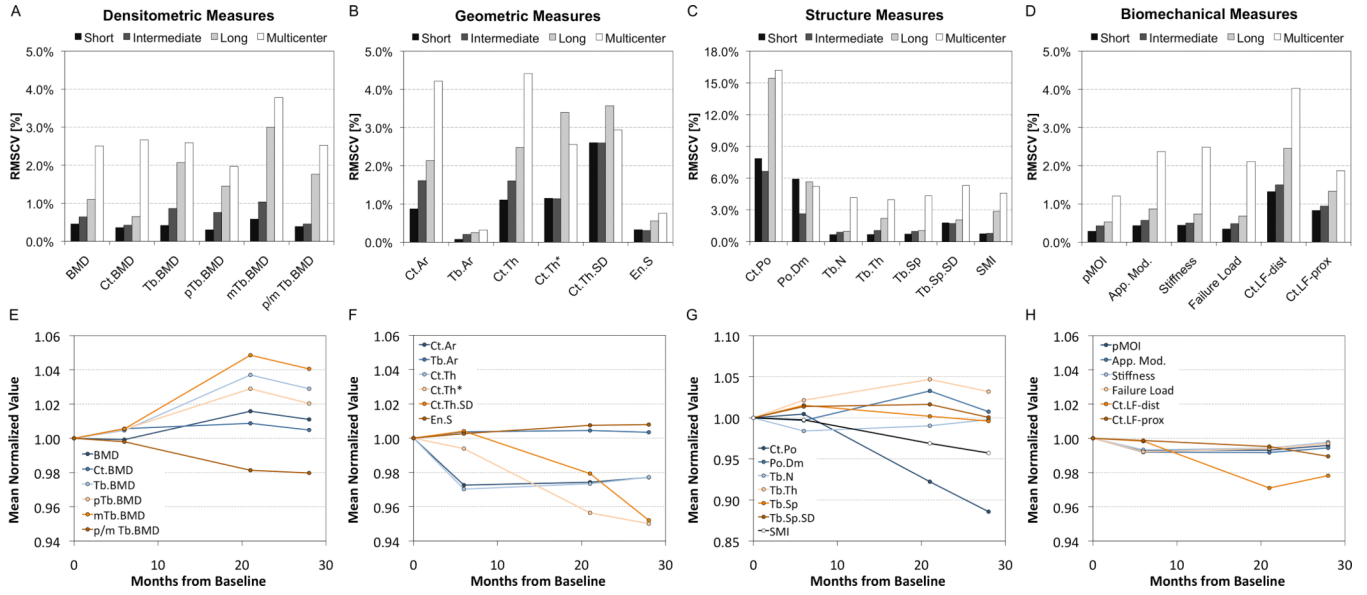 A Densitometric Measures
Short Intermediate Long Multicenter
RMSCV [%]
5.0%
4.0%
3.0%
2.0%
1.0%
0.0%
BMD Ct.BMD Tb.BMD pTb.BMD mTb.BMD p/m Tb.BMD
B Geometric Measures
Short Intermediate Long Multicenter
RMSCV [%]
5.0%
4.0%
3.0%
2.0%
1.0%
0.0%
Ct.Ar Tb.Ar Ct.Th Ct.Th* Ct.Th.SD En.S
C Structure Measures
Short Intermediate Long Multicenter
RMSCV [%]
18.0%
15.0%
12.0%
9.0%
6.0%
3.0%
0.0%
Ct.Po Po.Dm Tb.N Tb.Th Tb.Sp Tb.Sp.SD SMI
D Biomechanical Measures
Short Intermediate Long Multicenter
RMSCV [%]
5.0%
4.0%
3.0%
2.0%
1.0%
0.0%
pMOI App. Mod. Stiffness Failure Load Ct.LF-dist Ct.LF-prox
E
Mean Normalized Value
1.06
1.04
1.02
1.00
0.98
0.96
0.94
BMD
Ct.BMD
Tb.BMD
pTb.BMD
mTb.BMD
p/m Tb.BMD
0 10 20 30
Months from Baseline
F
Mean Normalized Value
1.06
1.04
1.02
1.00
0.98
0.96
0.94
Ct.Ar
Tb.Ar
Ct.Th
Ct.Th*
Ct.Th.SD
En.S
0 10 20 30
Months from Baseline
G
Mean Normalized Value
1.10
1.05
1.00
0.95
0.90
0.85
Ct.Po
Po.Dm
Tb.N
Tb.Th
Tb.Sp
Tb.Sp.SD
SMI
0 10 20 30
Months from Baseline
H
Mean Normalized Value
1.06
1.04
1.02
1.00
0.98
0.96
0.94
pMOI
App. Mod.
Stiffness
Failure Load
Ct.LF-dist
Ct.LF-prox
0 10 20 30
Months from Baseline